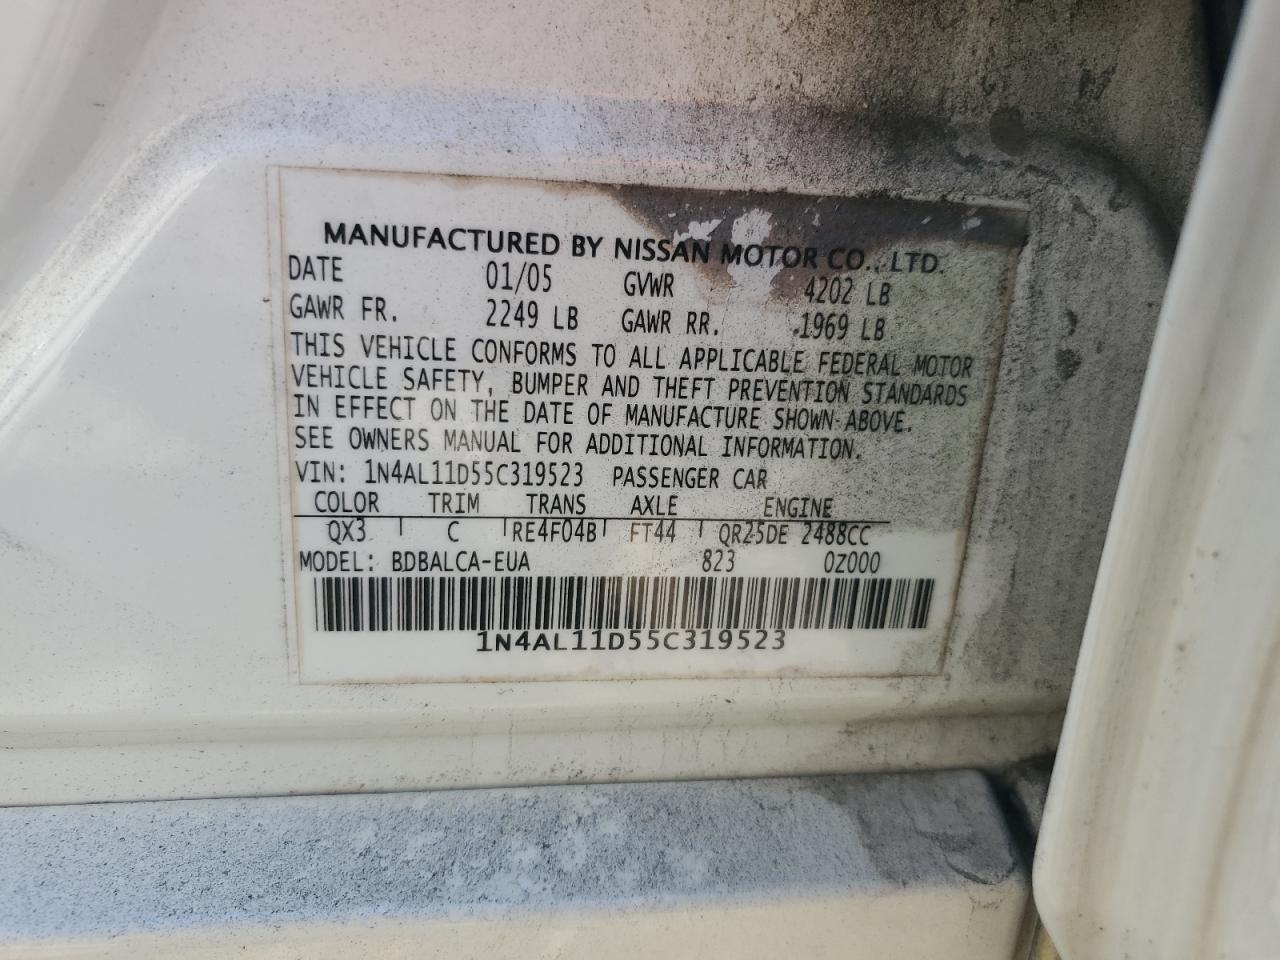 MANUFACTURED BY NISSAN MOTOR CO., LTD.
DATE 01/05 GVWR 4202 LB
GAWR FR. 2249 LB GAWR RR. 1969 LB
THIS VEHICLE CONFORMS TO ALL APPLICABLE FEDERAL MOTOR
VEHICLE SAFETY, BUMPER AND THEFT PREVENTION STANDARDS
IN EFFECT ON THE DATE OF MANUFACTURE SHOWN ABOVE.
SEE OWNERS MANUAL FOR ADDITIONAL INFORMATION.
VIN: 1N4AL11D55C319523 PASSENGER CAR
COLOR TRIM TRANS AXLE ENGINE
QX3 C RE4F04B FT44 QR25DE 2488CC
MODEL: BDBALCA-EUA 823 0Z000
1N4AL11D55C319523